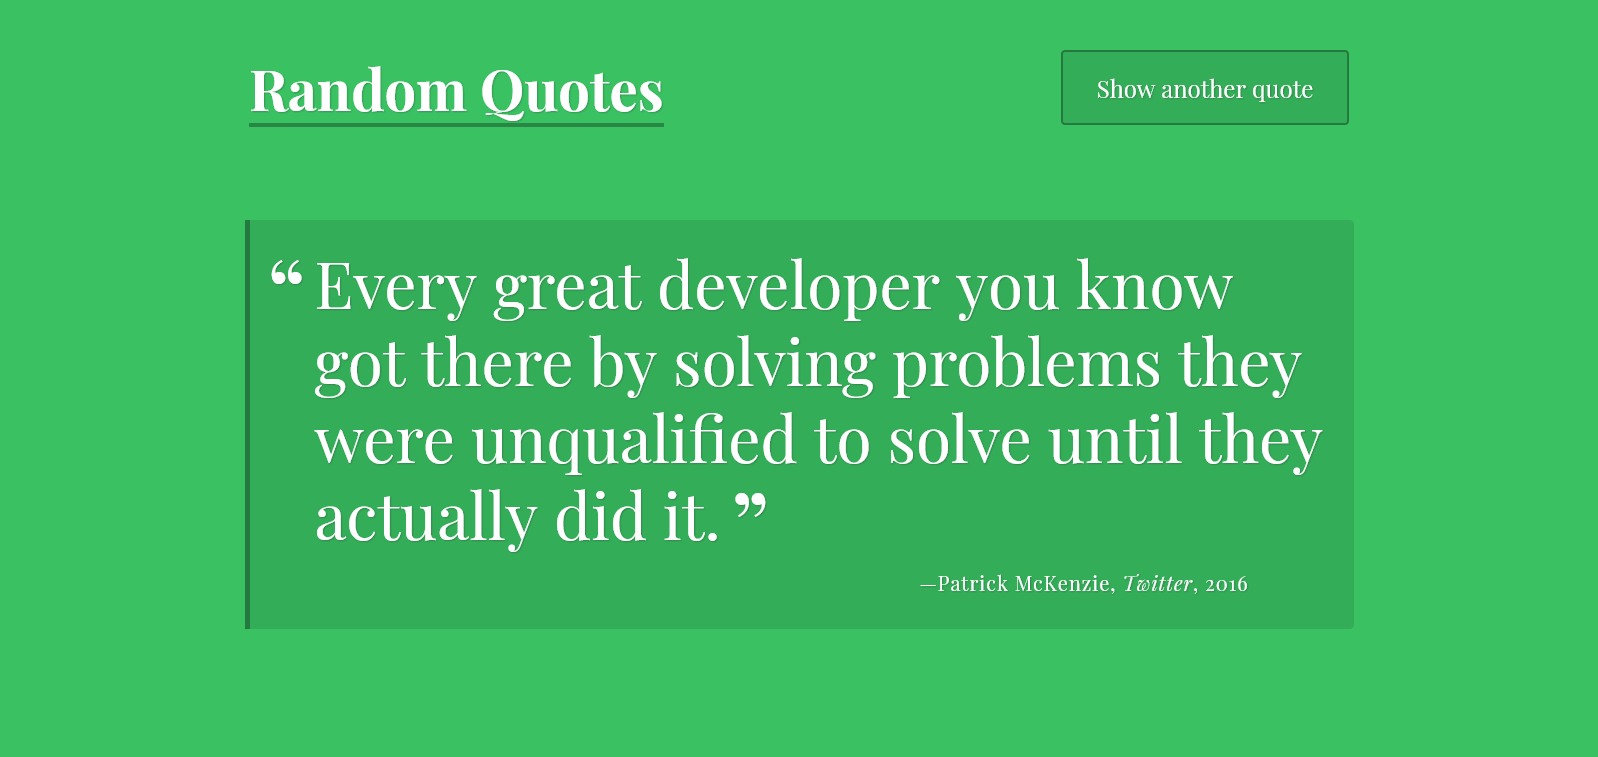 Random Quotes
Show another quote
“Every great developer you know
got there by solving problems they
were unqualified to solve until they
actually did it.”
—Patrick McKenzie, Twitter, 2016